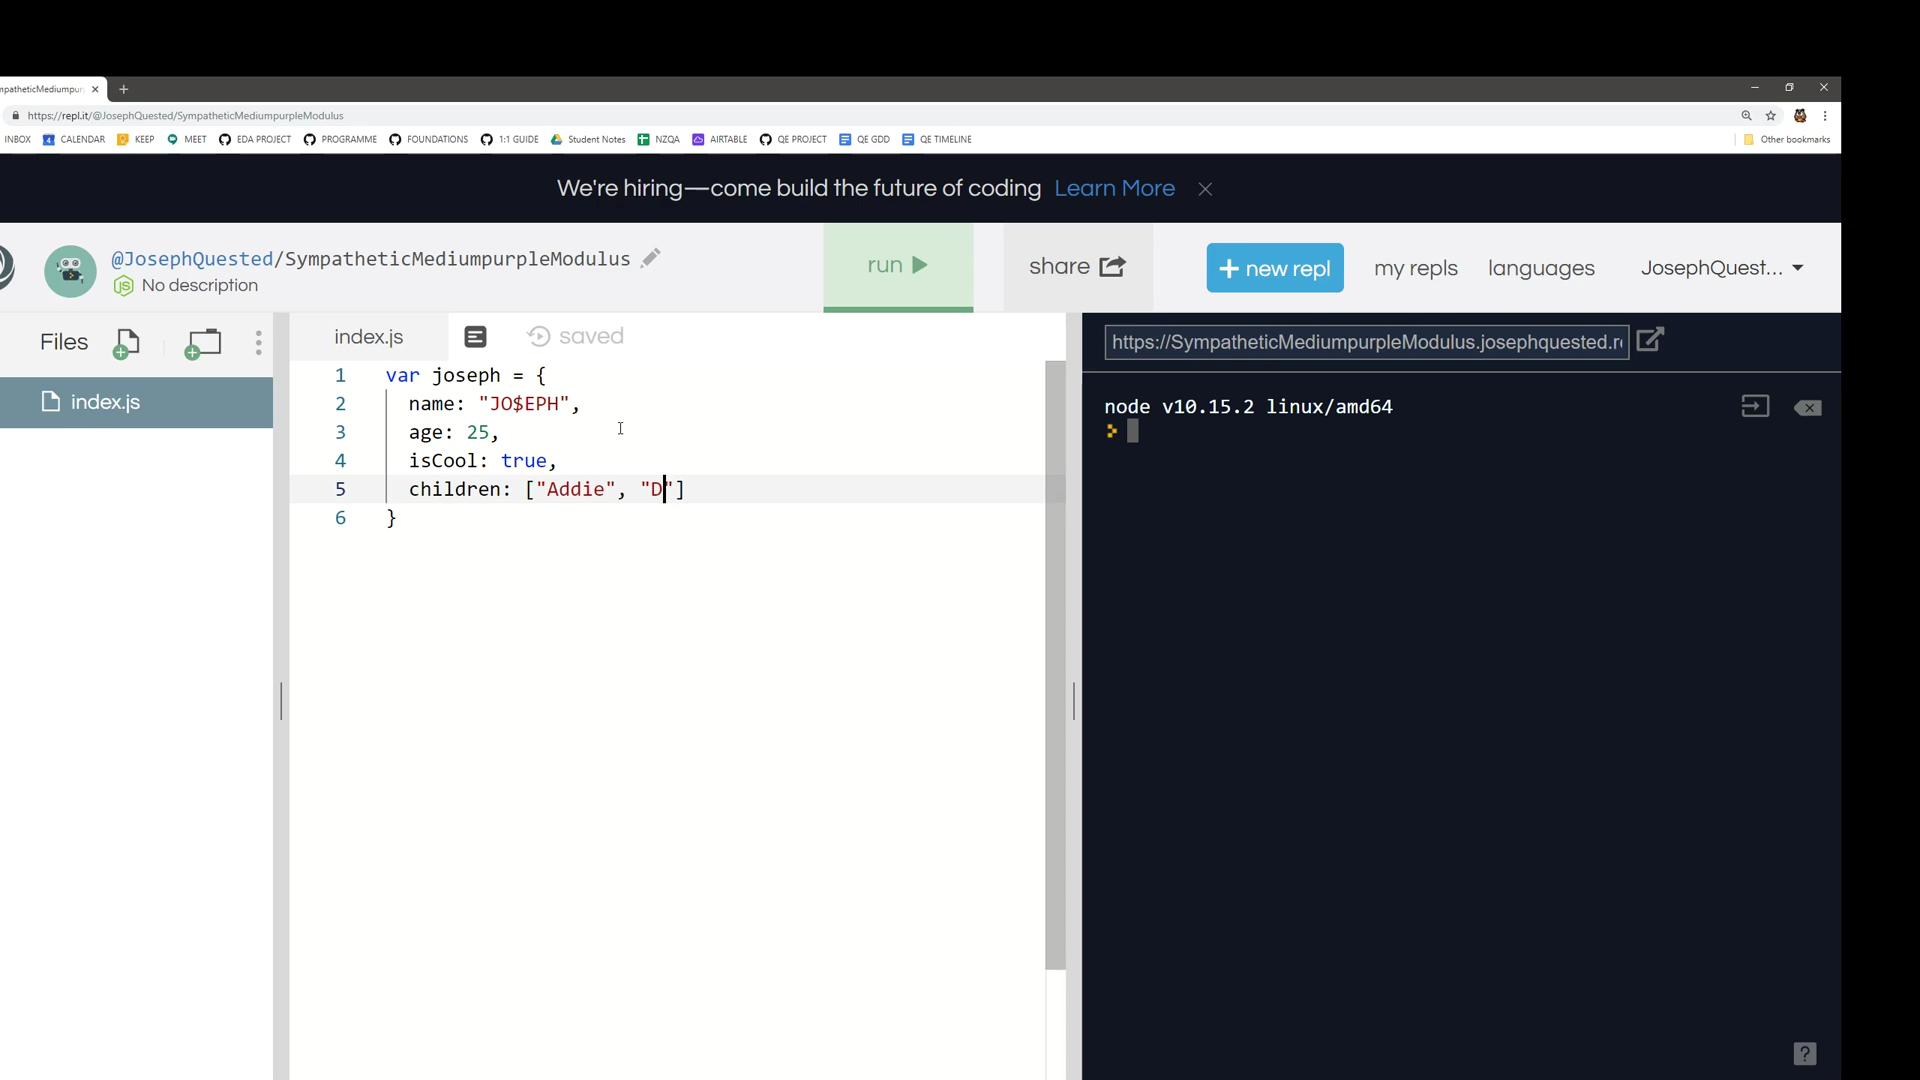 mpatheticMediumpur
https://repl.it/@JosephQuested/SympatheticMediumpurpleModulus
INBOX CALENDAR KEEP MEET EDA PROJECT PROGRAMME FOUNDATIONS 1:1 GUIDE Student Notes NZQA AIRTABLE QE PROJECT QE GDD QE TIMELINE Other bookmarks
We're hiring—come build the future of coding Learn More
@JosephQuested/SympatheticMediumpurpleModulus
No description
run
share
+ new repl
my repls
languages
JosephQuest...
Files
index.js
index.js
saved
1 var joseph = {
2 name: "JO$EPH",
3 age: 25,
4 isCool: true,
5 children: ["Addie", "D"]
6 }
https://SympatheticMediumpurpleModulus.josephquested.r
node v10.15.2 linux/amd64
>
?